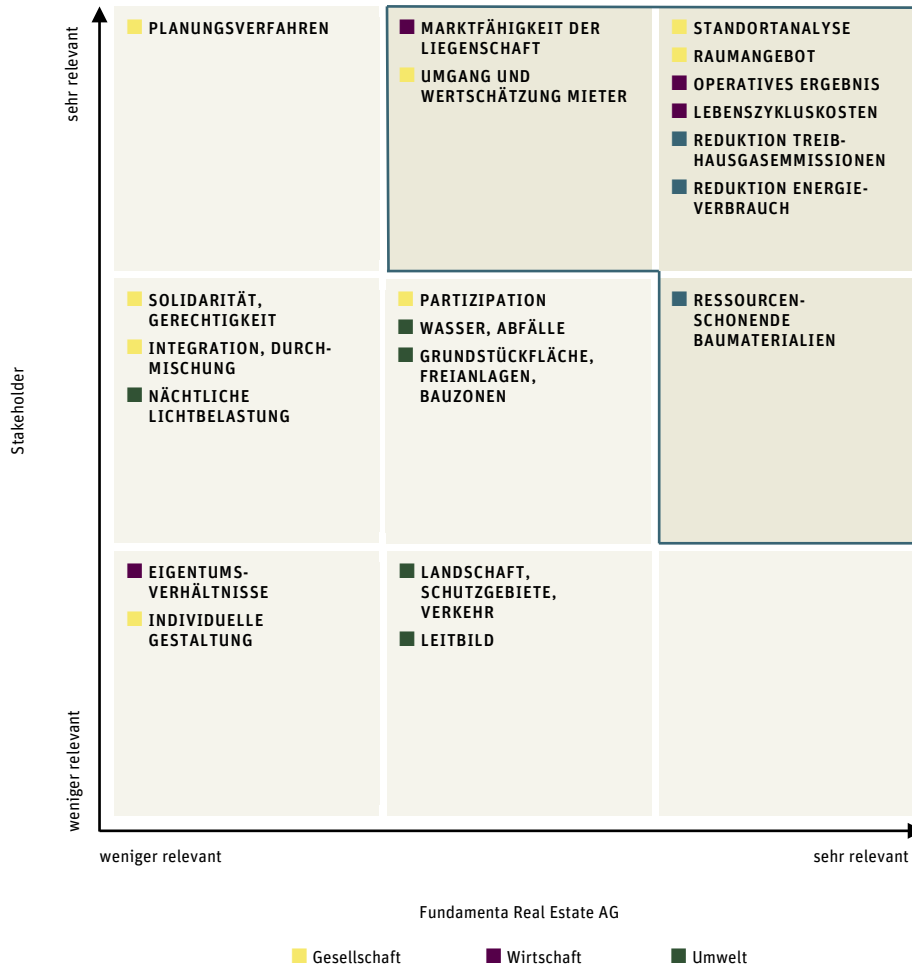 sehr relevant
PLANUNGSVERFAHREN
MARKTFÄHIGKEIT DER
LIEGENSCHAFT
UMGANG UND
WERTSCHÄTZUNG MIETER
STANDORTANALYSE
RAUMANGEBOT
OPERATIVES ERGEBNIS
LEBENSZYKLUSKOSTEN
REDUKTION TREIB-
HAUSGASEMMISSIONEN
REDUKTION ENERGIE-
VERBRAUCH
Stakeholder
SOLIDARITÄT,
GERECHTIGKEIT
INTEGRATION, DURCH-
MISCHUNG
NÄCHTLICHE
LICHTBELASTUNG
PARTIZIPATION
WASSER, ABFÄLLE
GRUNDSTÜCKFLÄCHE,
FREIANLAGEN,
BAUZONEN
RESSOURCEN-
SCHONENDE
BAUMATERIALIEN
weniger relevant
EIGENTUMS-
VERHÄLTNISSE
INDIVIDUELLE
GESTALTUNG
LANDSCHAFT,
SCHUTZGEBIETE,
VERKEHR
LEITBILD
weniger relevant
sehr relevant
Fundamenta Real Estate AG
Gesellschaft
Wirtschaft
Umwelt